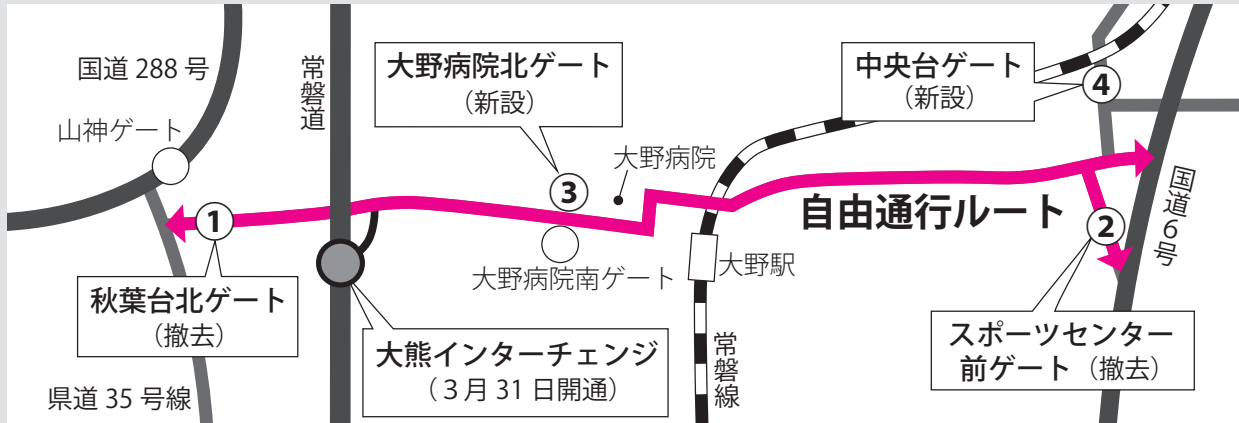 国道 288 号
山神ゲート
常磐道
大野病院北ゲート
（新設）
3
大野病院
中央台ゲート
（新設）
4
1
秋葉台北ゲート
（撤去）
県道 35 号線
大熊インターチェンジ
（３月 31 日開通）
大野病院南ゲート
大野駅
常磐線
自由通行ルート
2
国道６号
スポーツセンター
前ゲート（撤去）